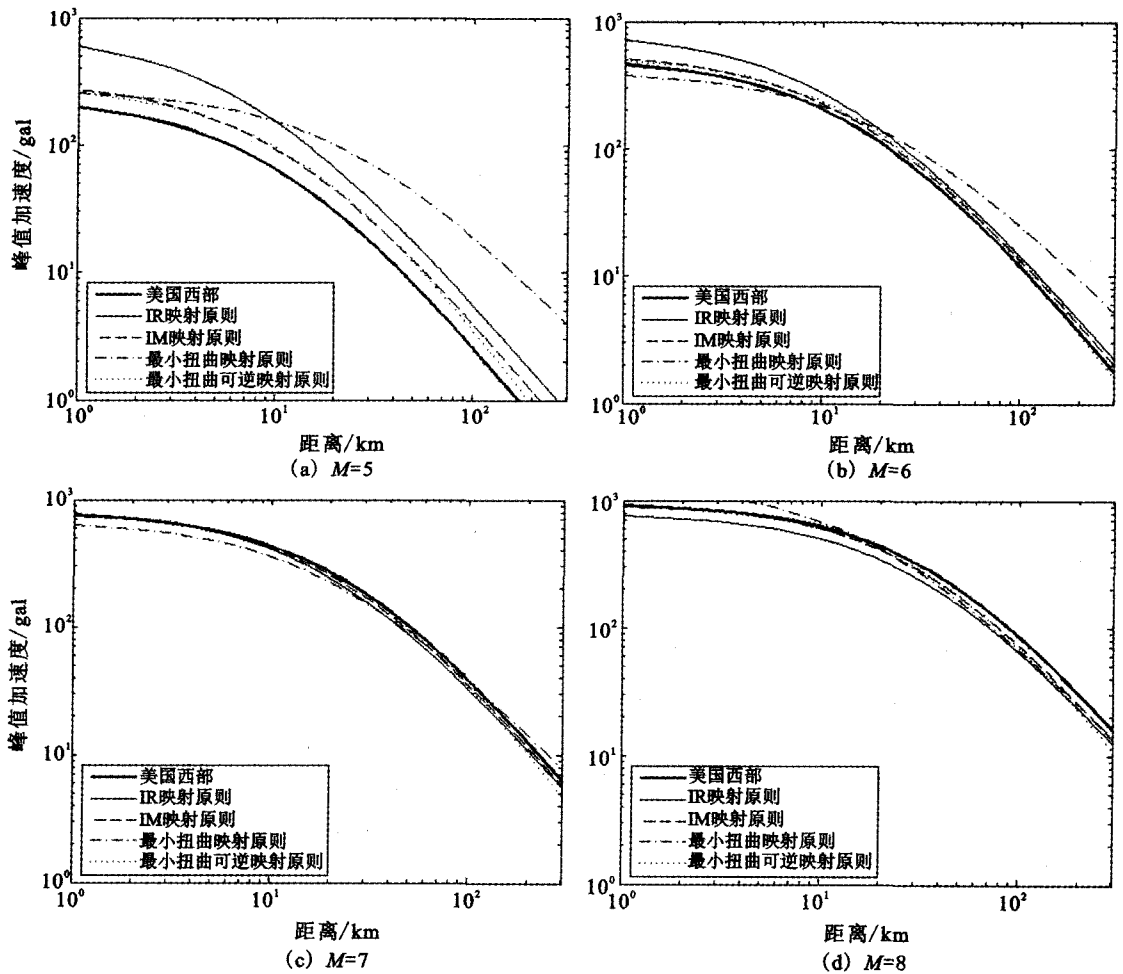 峰值加速度/gal
10³
10²
10¹
10⁰
美国西部
IR映射原则
IM映射原则
最小扭曲映射原则
最小扭曲可逆映射原则
10⁰
10¹
10²
距离/km
(a) M=5
10³
10²
10¹
10⁰
美国西部
IR映射原则
IM映射原则
最小扭曲映射原则
最小扭曲可逆映射原则
10⁰
10¹
10²
距离/km
(b) M=6
峰值加速度/gal
10³
10²
10¹
10⁰
美国西部
IR映射原则
IM映射原则
最小扭曲映射原则
最小扭曲可逆映射原则
10⁰
10¹
10²
距离/km
(c) M=7
10³
10²
10¹
10⁰
美国西部
IR映射原则
IM映射原则
最小扭曲映射原则
最小扭曲可逆映射原则
10⁰
10¹
10²
距离/km
(d) M=8